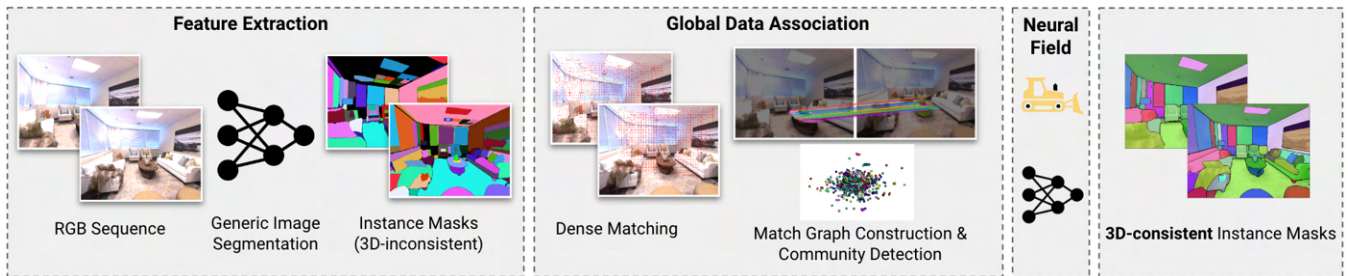 Feature Extraction
RGB Sequence
Generic Image
Segmentation
Instance Masks
(3D-inconsistent)
Global Data Association
Dense Matching
Match Graph Construction &
Community Detection
Neural
Field
3D-consistent Instance Masks